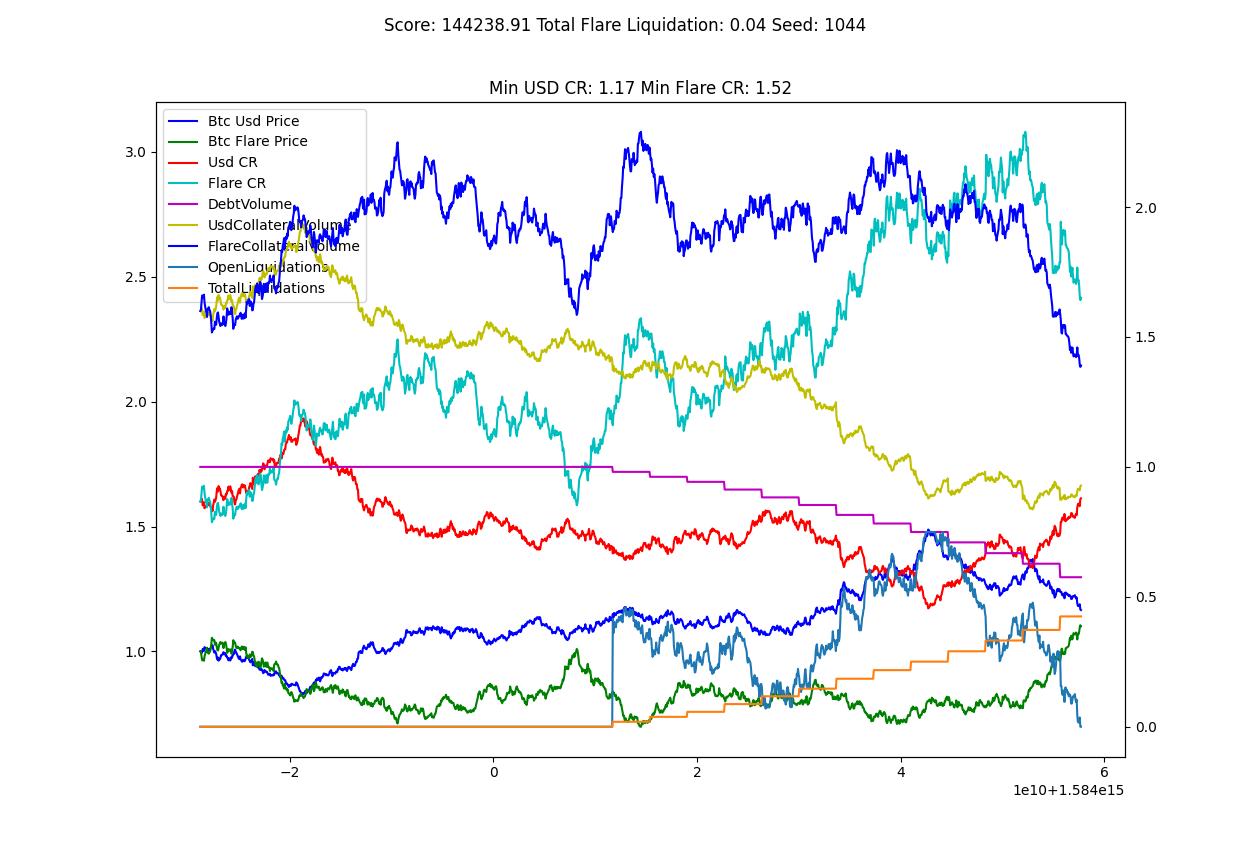 Score: 144238.91 Total Flare Liquidation: 0.04 Seed: 1044
Min USD CR: 1.17 Min Flare CR: 1.52
Btc Usd Price
Btc Flare Price
Usd CR
Flare CR
DebtVolume
UsdCollateralVolume
FlareCollateralVolume
OpenLiquidations
TotalLiquidations
3.0
2.5
2.0
1.5
1.0
2.0
1.5
1.0
0.5
0.0
−2
0
2
4
6
1e10+1.584e15